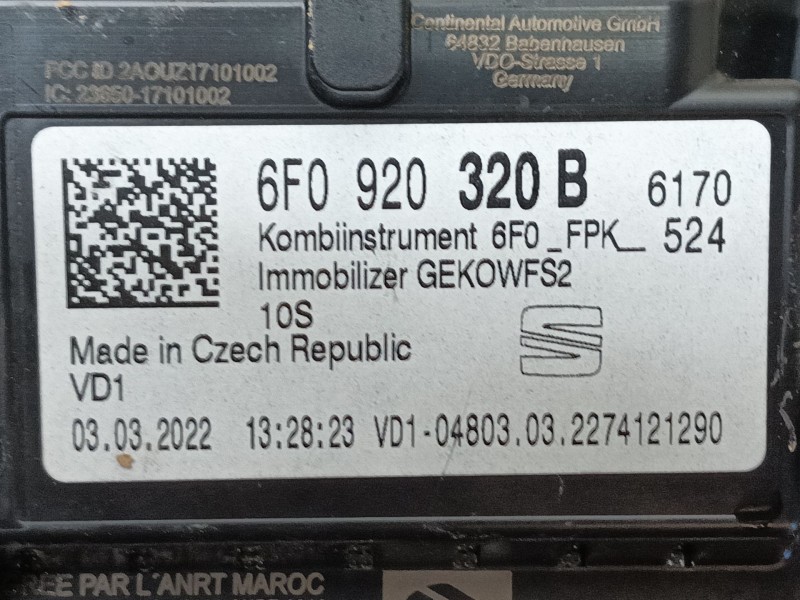 Continental Automotive GmbH
64832 Babenhausen
VDO-Strasse 1
Germany
FCC ID 2AOUZ17101002
IC: 23650-17101002
6F0 920 320 B 6170
Kombiinstrument 6F0_FPK_ 524
Immobilizer GEKOWFS2
10S
Made in Czech Republic
VD1
03.03.2022 13:28:23 VD1-04803.03.2274121290
PAR L'ANRT MAROC